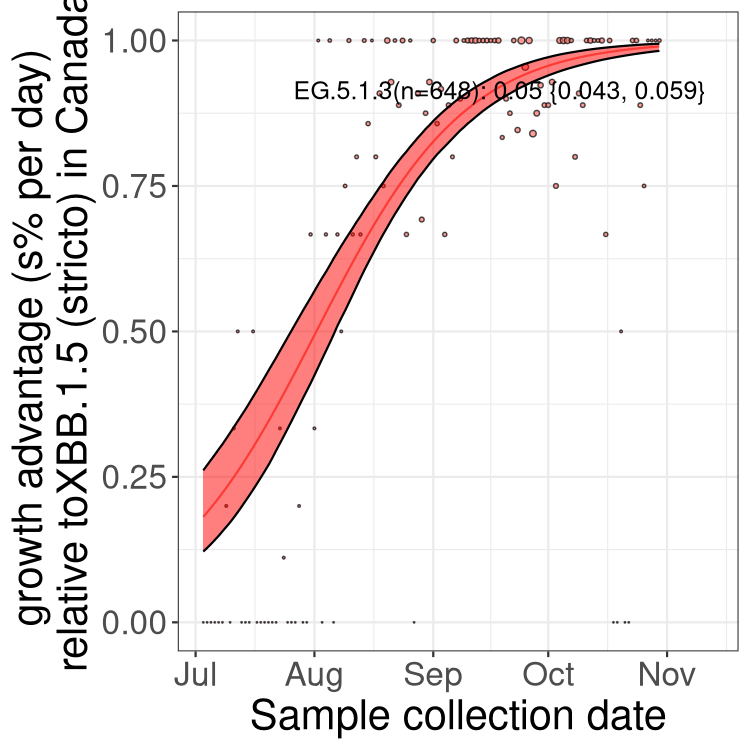 growth advantage (s% per day)
relative toXBB.1.5 (stricto) in Canada
1.00
0.75
0.50
0.25
0.00
EG.5.1.3(n=648): 0.05 {0.043, 0.059}
Jul Aug Sep Oct Nov
Sample collection date